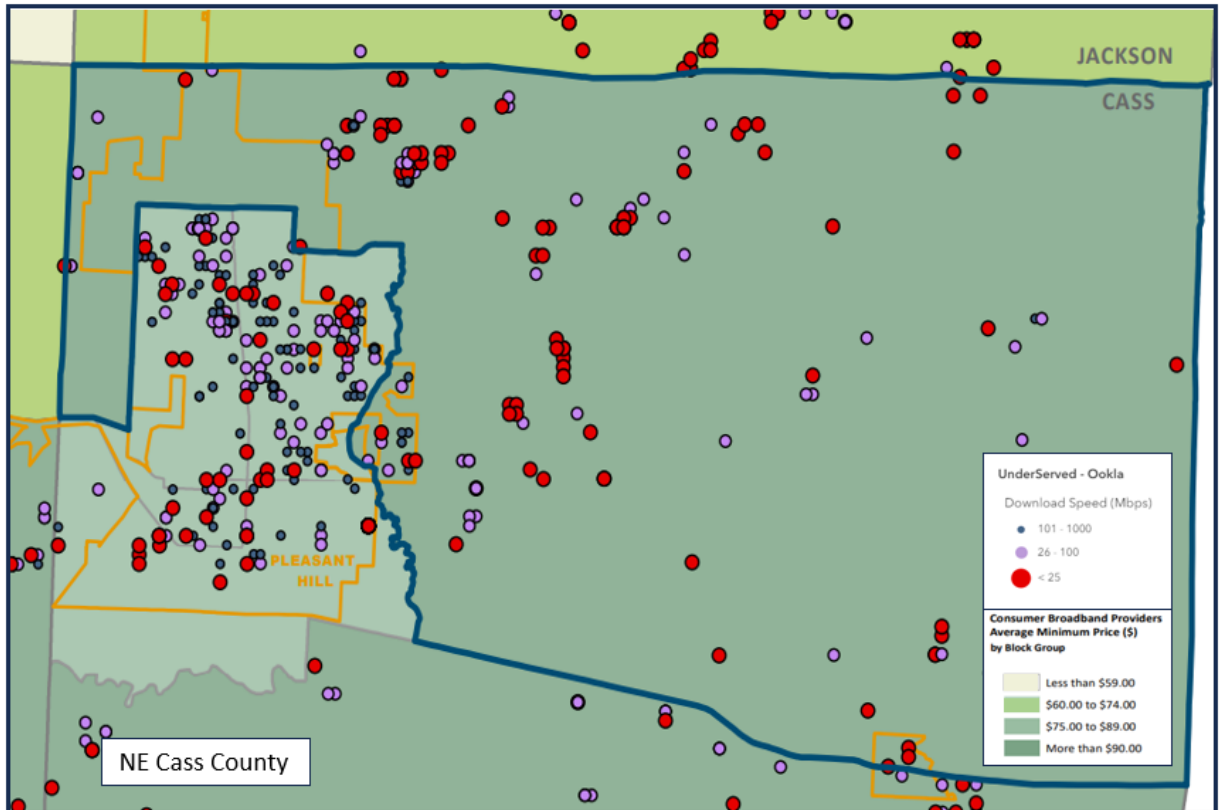 JACKSON
CASS
PLEASANT
HILL
UnderServed - Ookla
Download Speed (Mbps)
101 - 1000
26 - 100
< 25
Consumer Broadband Providers
Average Minimum Price ($)
by Block Group
Less than $59.00
$60.00 to $74.00
$75.00 to $89.00
More than $90.00
NE Cass County